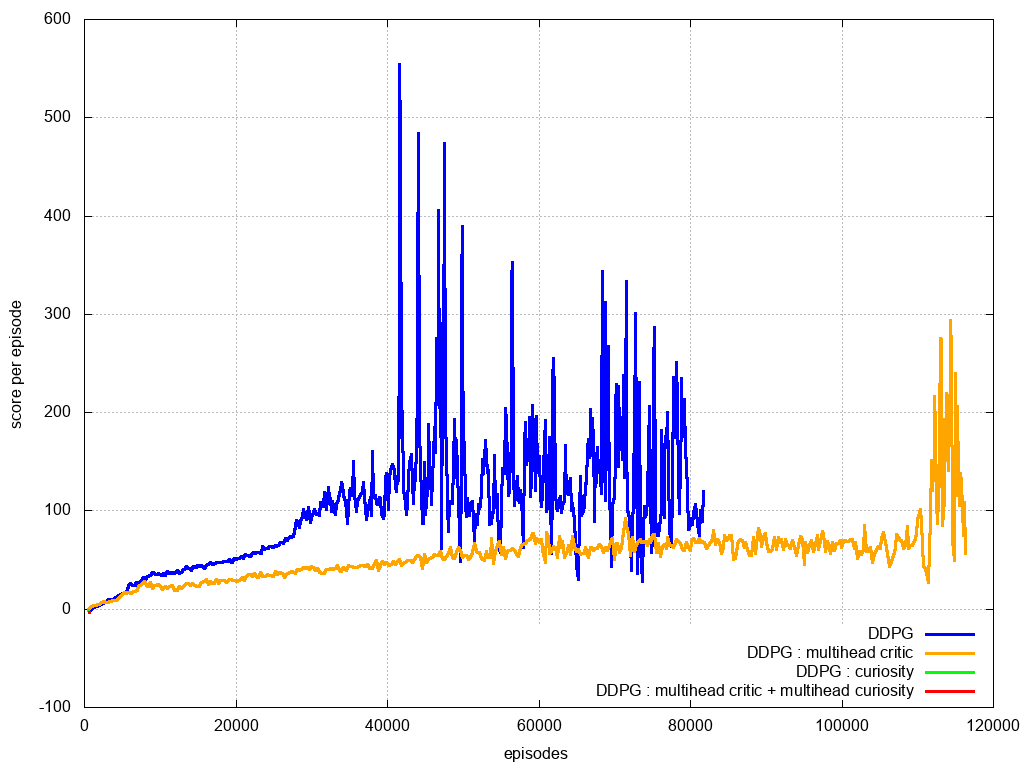 600
500
400
300
200
100
0
-100
score per episode
0 20000 40000 60000 80000 100000 120000
episodes
DDPG
DDPG : multihead critic
DDPG : curiosity
DDPG : multihead critic + multihead curiosity